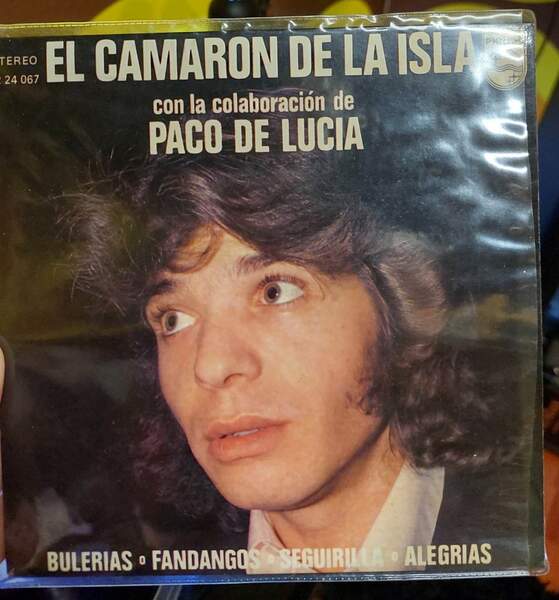 STEREO
EL CAMARON DE LA ISLA
24 067
con la colaboración de
PACO DE LUCIA
BULERIAS o FANDANGOS o SEGUIRILLA o ALEGRIAS